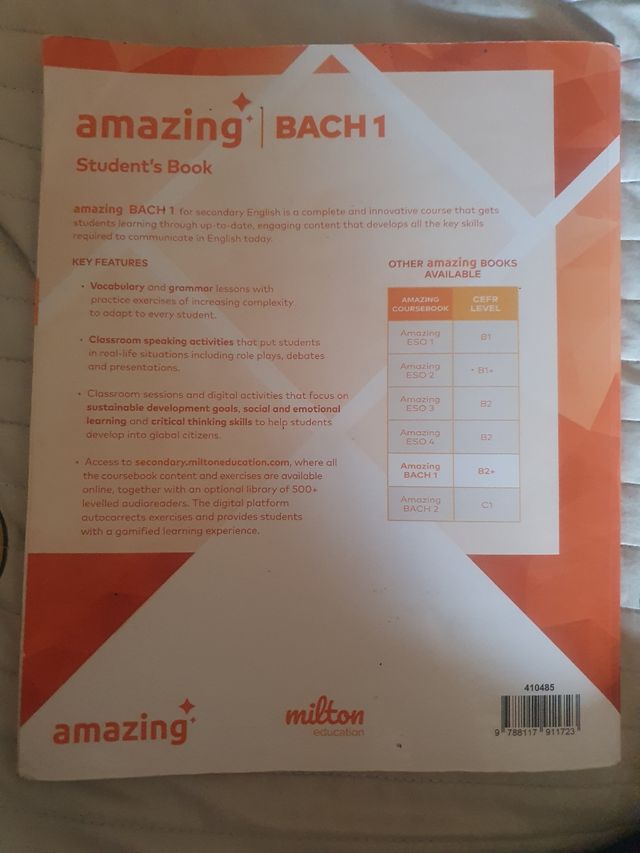 amazing | BACH 1
Student's Book
amazing BACH 1 for secondary English is a complete and innovative course that gets
students learning through up-to-date, engaging content that develops all the key skills
required to communicate in English today.
KEY FEATURES
• Vocabulary and grammar lessons with
practice exercises of increasing complexity
to adapt to every student.
• Classroom speaking activities that put students
in real-life situations including role plays, debates
and presentations.
• Classroom sessions and digital activities that focus on
sustainable development goals, social and emotional
learning and critical thinking skills to help students
develop into global citizens.
• Access to secondary.miltoneducation.com, where all
the coursebook content and exercises are available
online, together with an optional library of 500+
levelled audioreaders. The digital platform
autocorrects exercises and provides students
with a gamified learning experience.
OTHER amazing BOOKS
AVAILABLE
AMAZING COURSEBOOK CEFR LEVEL
Amazing ESO 1 B1
Amazing ESO 2 B1+
Amazing ESO 3 B2
Amazing ESO 4 B2
Amazing BACH 1 B2+
Amazing BACH 2 C1
amazing
milton
education
410485
9 788117 911723